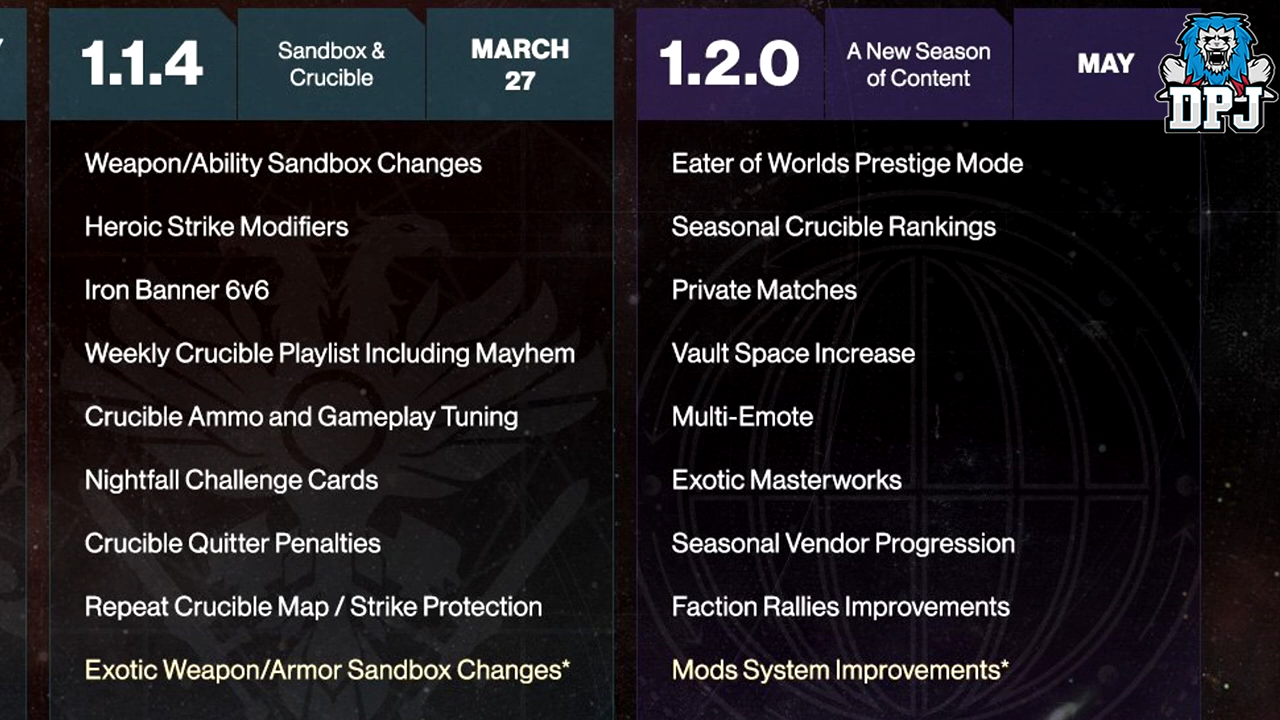 1.1.4
Sandbox &
Crucible
MARCH
27
Weapon/Ability Sandbox Changes
Heroic Strike Modifiers
Iron Banner 6v6
Weekly Crucible Playlist Including Mayhem
Crucible Ammo and Gameplay Tuning
Nightfall Challenge Cards
Crucible Quitter Penalties
Repeat Crucible Map / Strike Protection
Exotic Weapon/Armor Sandbox Changes*
1.2.0
A New Season
of Content
MAY
DPJ
Eater of Worlds Prestige Mode
Seasonal Crucible Rankings
Private Matches
Vault Space Increase
Multi-Emote
Exotic Masterworks
Seasonal Vendor Progression
Faction Rallies Improvements
Mods System Improvements*